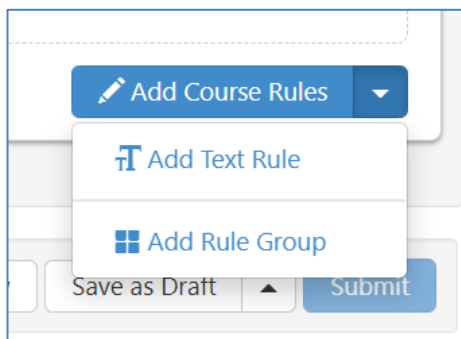 Add Course Rules
Add Text Rule
Add Rule Group
Save as Draft
Submit